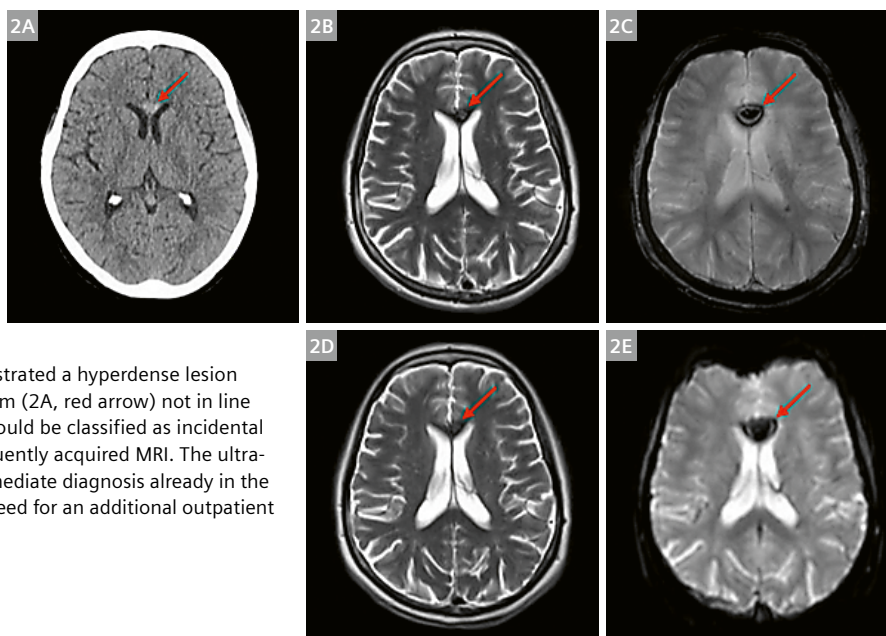 2A
2B
2C
strated a hyperdense lesion
m (2A, red arrow) not in line
ould be classified as incidental
uently acquired MRI. The ultra-
nediate diagnosis already in the
eed for an additional outpatient
2D
2E